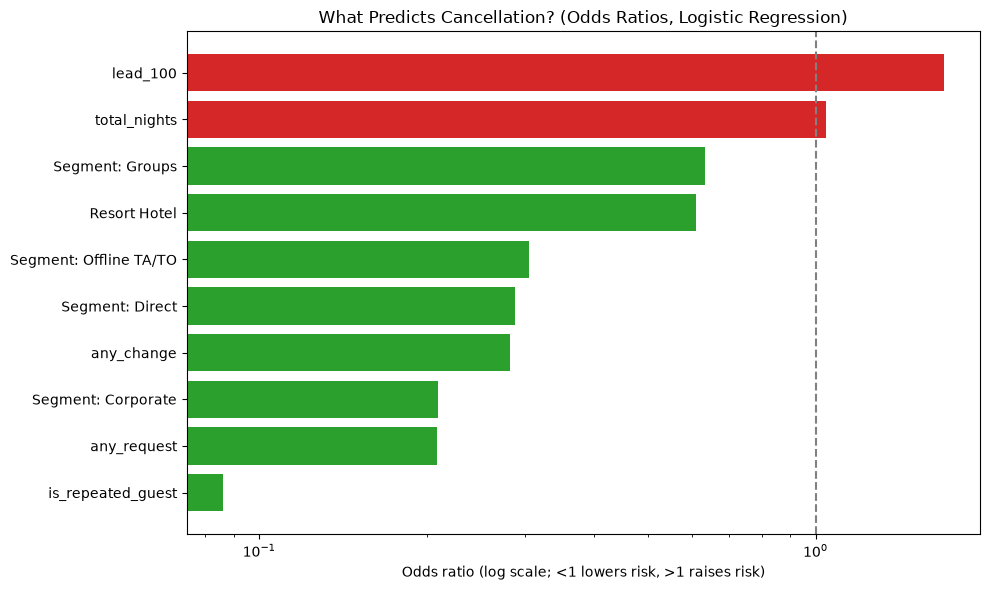 What Predicts Cancellation? (Odds Ratios, Logistic Regression)
lead_100
total_nights
Segment: Groups
Resort Hotel
Segment: Offline TA/TO
Segment: Direct
any_change
Segment: Corporate
any_request
is_repeated_guest
10⁻¹ 10⁰
Odds ratio (log scale; <1 lowers risk, >1 raises risk)